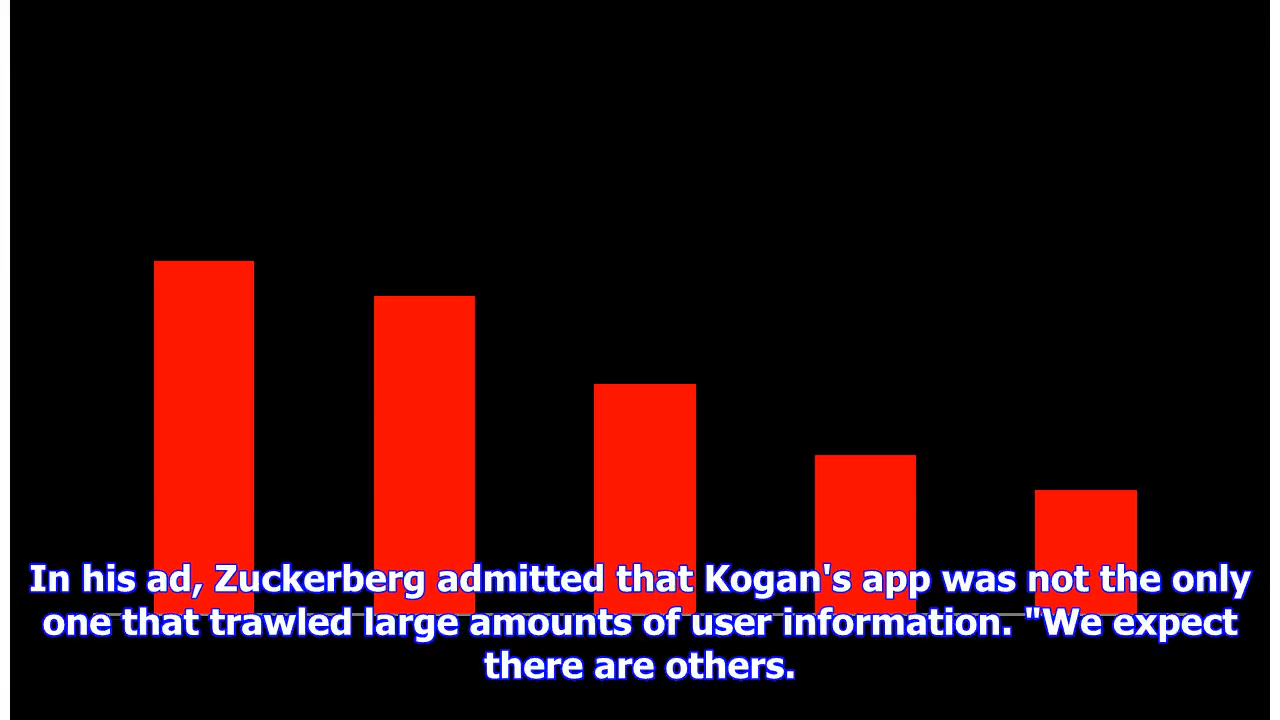 In his ad, Zuckerberg admitted that Kogan's app was not the only
one that trawled large amounts of user information. "We expect
there are others.